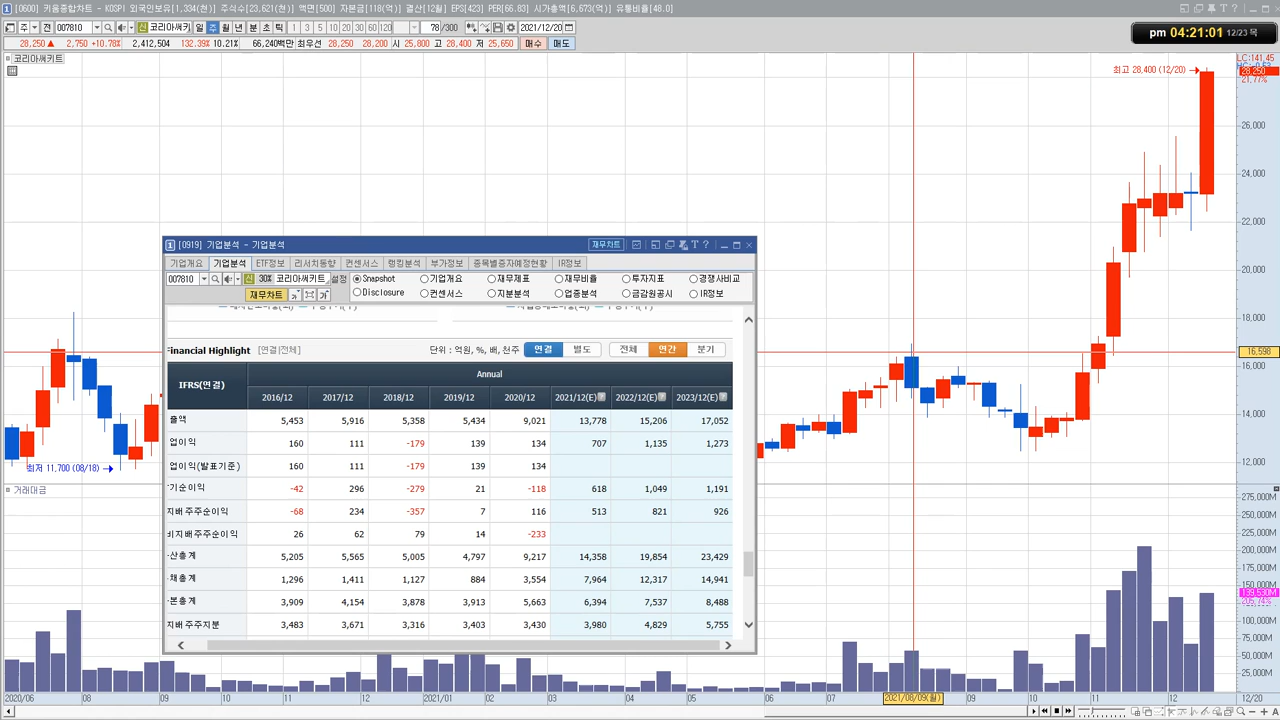 [0600] 키움종합차트 - KOSPI 외국인보유[1,334(천)] 주식수[23,621(천)] 액면[500] 자본금[118(억)] 결산[12월] EPS[423] PER[66.83] 시가총액[6,673(억)] 유통비율[48.0]
주 전 007810 신 코리아써키 일 주 월 년 분 초 틱 1 3 5 10 20 30 60 120 78 /300 2021/12/20
pm 04:21:01 12/23 목
28,250 ▲ 2,750 +10.78% 2,412,504 132.39% 10.21% 66,240백만 최우선 28,250 28,200 시 25,800 고 28,400 저 25,650 매수 매도
코리아써키트
LC:141.45
최고 28,400 (12/20)
28,250
21.77%
26,000
24,000
22,000
20,000
18,000
16,598
16,000
14,000
12,000
최저 11,700 (08/18)
거래대금
275,000M
250,000M
225,000M
200,000M
175,000M
150,000M
139,530M
205.74%
100,000M
75,000M
50,000M
25,000M
2020/06 08 09 10 11 12 2021/01 02 03 04 05 06 07 2021/08/09(월) 09 10 11 12 12/20
[0919] 기업분석 - 기업분석 재무차트
기업개요 기업분석 ETF정보 리서치동향 컨센서스 랭킹분석 부가정보 종목별증자예정현황 IR정보
007810 신 30% 코리아써키트 설정 Snapshot 기업개요 재무제표 재무비율 투자지표 경쟁사비교
재무차트 Disclosure 컨센서스 지분분석 업종분석 금감원공시 IR정보
Financial Highlight [연결|전체] 단위 : 억원, %, 배, 천주 연결 별도 전체 연간 분기
IFRS(연결) Annual
2016/12 2017/12 2018/12 2019/12 2020/12 2021/12(E) 2022/12(E) 2023/12(E)
출액 5,453 5,916 5,358 5,434 9,021 13,778 15,206 17,052
업이익 160 111 -179 139 134 707 1,135 1,273
업이익(발표기준) 160 111 -179 139 134
기순이익 -42 296 -279 21 -118 618 1,049 1,191
지배주주순이익 -68 234 -357 7 116 513 821 926
비지배주주순이익 26 62 79 14 -233
산총계 5,205 5,565 5,005 4,797 9,217 14,358 19,854 23,429
채총계 1,296 1,411 1,127 884 3,554 7,964 12,317 14,941
본총계 3,909 4,154 3,878 3,913 5,663 6,394 7,537 8,488
지배주주지분 3,483 3,671 3,316 3,403 3,430 3,980 4,829 5,755